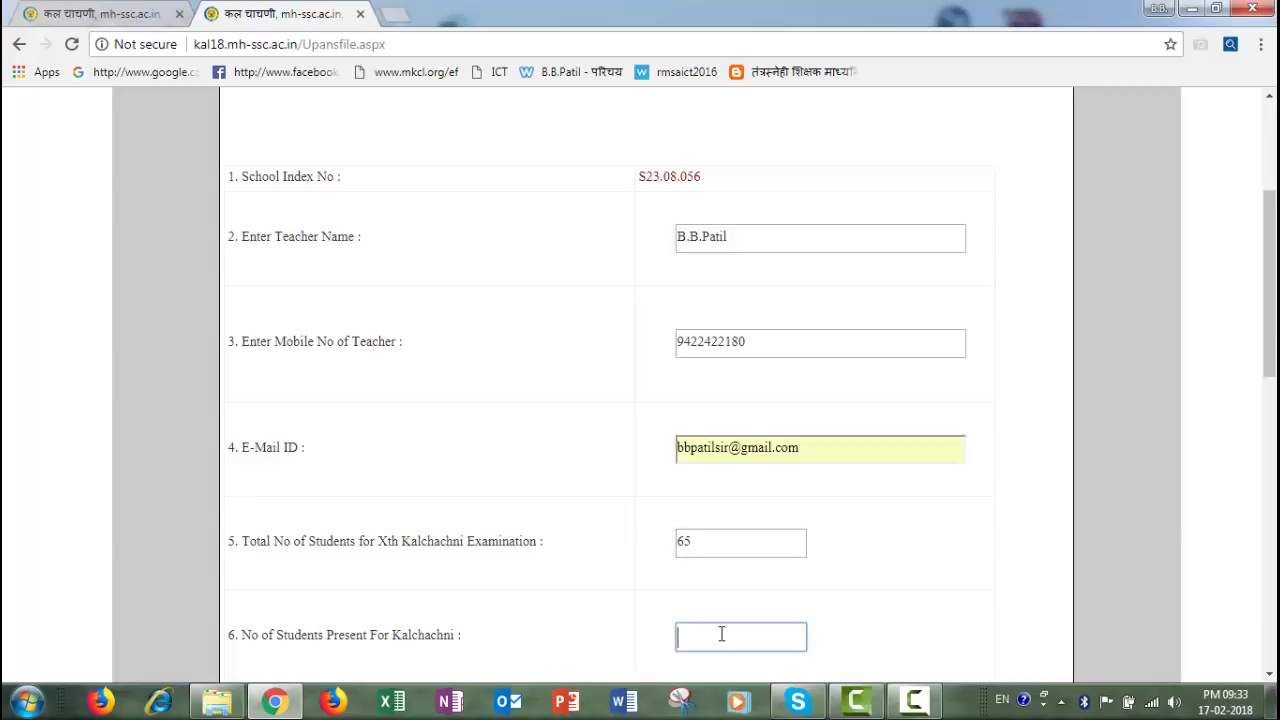 कल चाचणी, mh-ssc.ac.in,
कल चाचणी, mh-ssc.ac.in,
B.B.
Not secure
kal18.mh-ssc.ac.in/Upansfile.aspx
Apps
http://www.google.c
http://www.facebook
www.mkcl.org/ef
ICT
B.B.Patil - परिचय
rmsaict2016
तंत्रस्नेही शिक्षक माध्यमि
1. School Index No :
S23.08.056
2. Enter Teacher Name :
B.B.Patil
3. Enter Mobile No of Teacher :
9422422180
4. E-Mail ID :
bbpatilsir@gmail.com
5. Total No of Students for Xth Kalchachni Examination :
65
6. No of Students Present For Kalchachni :
EN
PM 09:33
17-02-2018